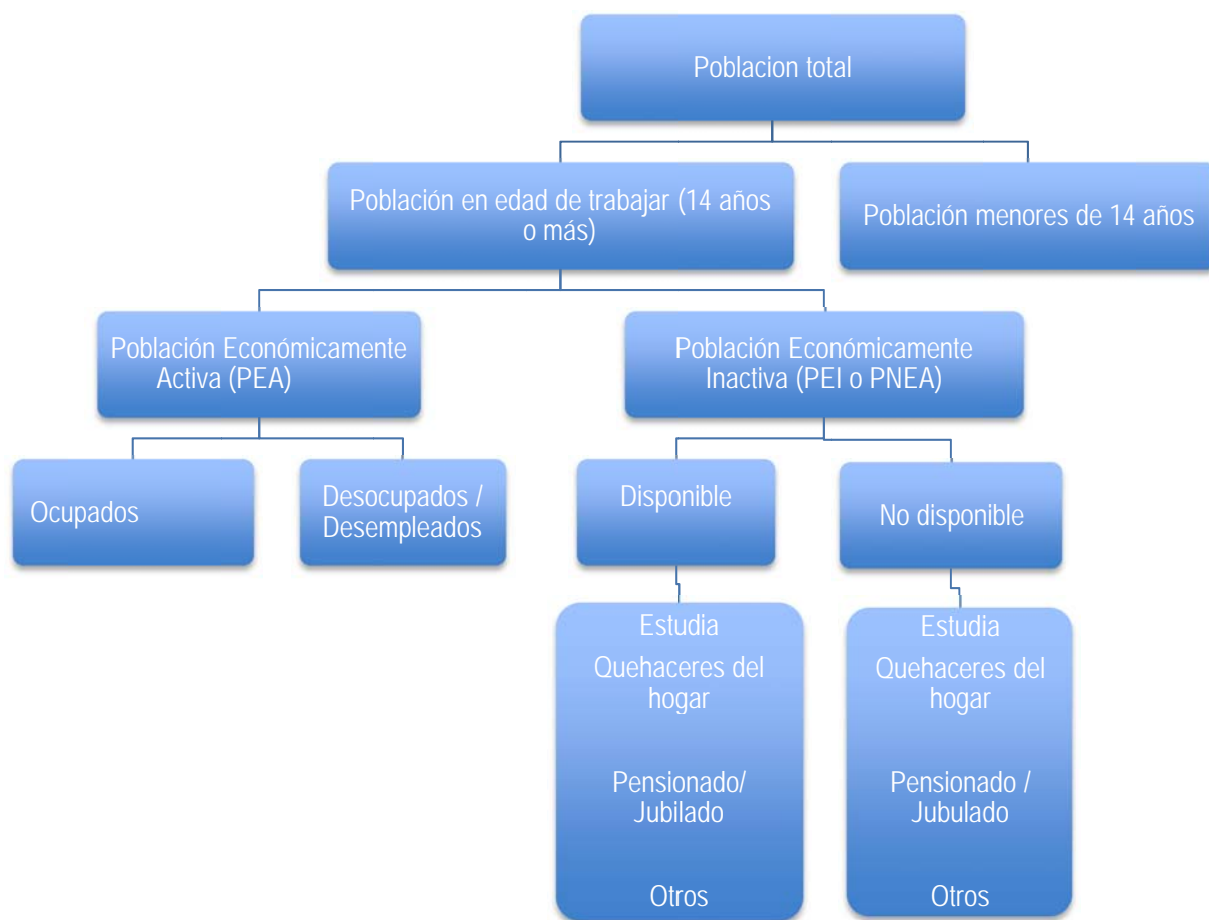 Poblacion total
Población en edad de trabajar (14 años
o más)
Población menores de 14 años
Población Económicamente
Activa (PEA)
Población Económicamente
Inactiva (PEI o PNEA)
Ocupados
Desocupados /
Desempleados
Disponible
No disponible
Estudia
Quehaceres del
hogar
Pensionado/
Jubilado
Otros
Estudia
Quehaceres del
hogar
Pensionado /
Jubulado
Otros